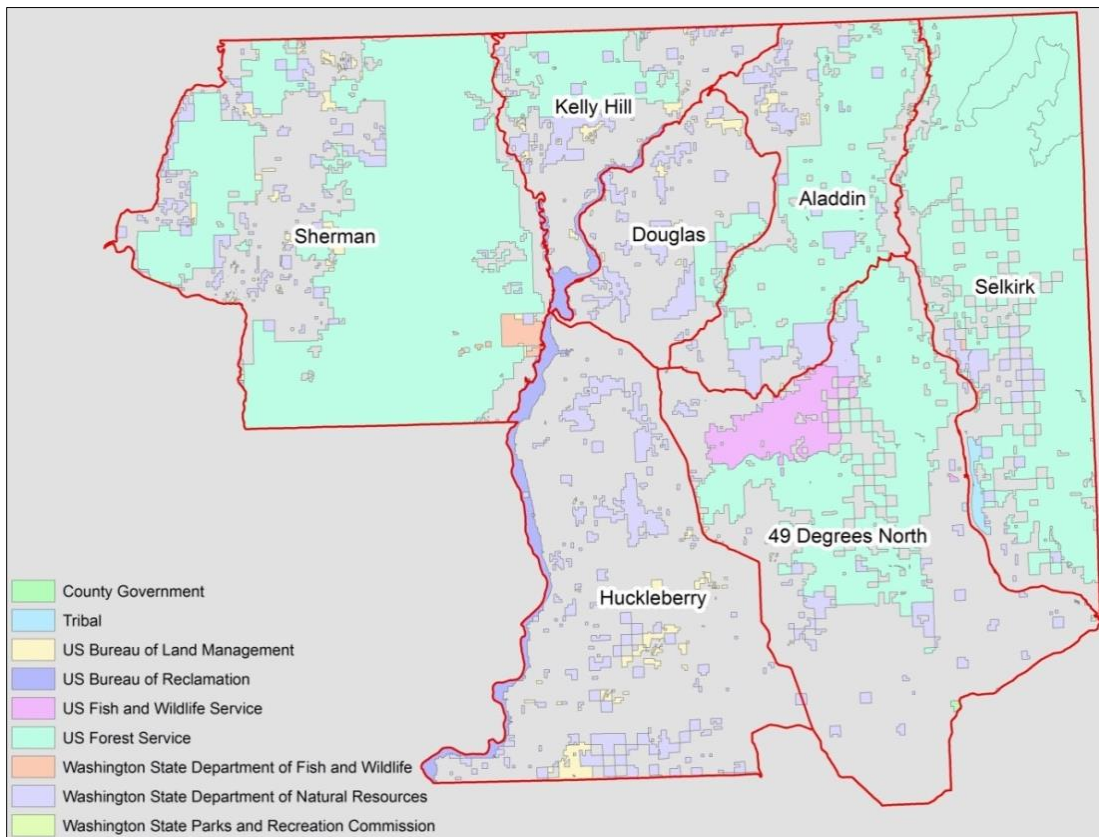 Kelly Hill
Aladdin
Sherman
Douglas
Selkirk
49 Degrees North
Huckleberry
County Government
Tribal
US Bureau of Land Management
US Bureau of Reclamation
US Fish and Wildlife Service
US Forest Service
Washington State Department of Fish and Wildlife
Washington State Department of Natural Resources
Washington State Parks and Recreation Commission